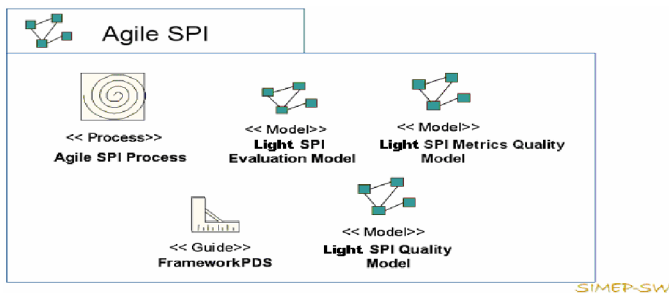 Agile SPI
<< Process>>
Agile SPI Process
<< Model>>
Light SPI
Evaluation Model
<< Model>>
Light SPI Metrics Quality
Model
<< Guide>>
FrameworkPDS
<< Model>>
Light SPI Quality
Model
SIMEP-SW